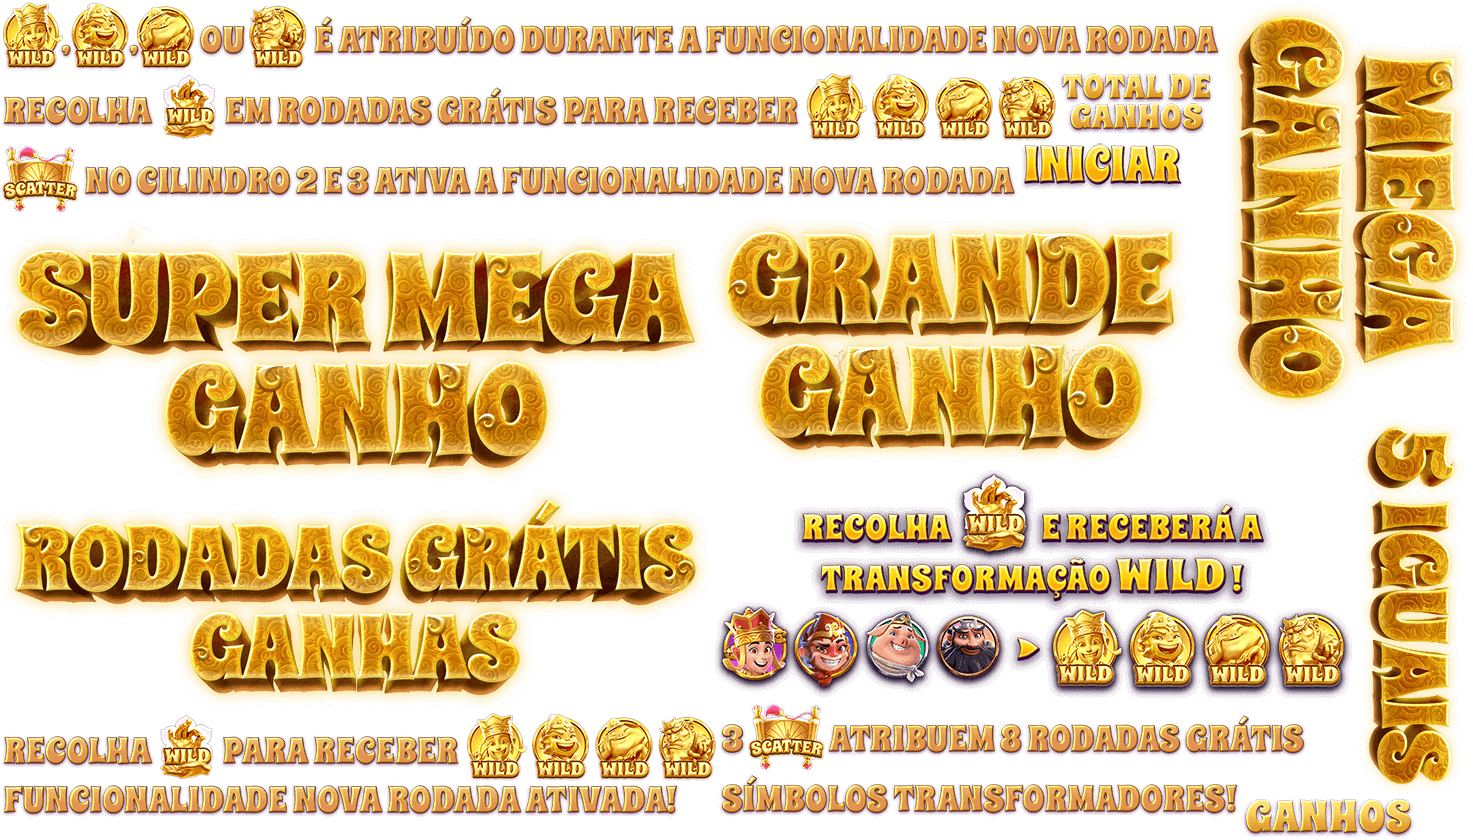 WILD, WILD, WILD OU WILD É ATRIBUÍDO DURANTE A FUNCIONALIDADE NOVA RODADA
RECOLHA WILD EM RODADAS GRÁTIS PARA RECEBER WILD WILD WILD WILD
TOTAL DE
GANHOS
SCATTER NO CILINDRO 2 E 3 ATIVA A FUNCIONALIDADE NOVA RODADA
INICIAR
MEGA
GANHO
SUPER MEGA
GANHO
GRANDE
GANHO
5 IGUAIS
RODADAS GRÁTIS
GANHAS
RECOLHA WILD E RECEBERÁ A
TRANSFORMAÇÃO WILD!
WILD WILD WILD WILD
RECOLHA WILD PARA RECEBER WILD WILD WILD WILD
3 SCATTER ATRIBUEM 8 RODADAS GRÁTIS
FUNCIONALIDADE NOVA RODADA ATIVADA!
SÍMBOLOS TRANSFORMADORES!
GANHOS